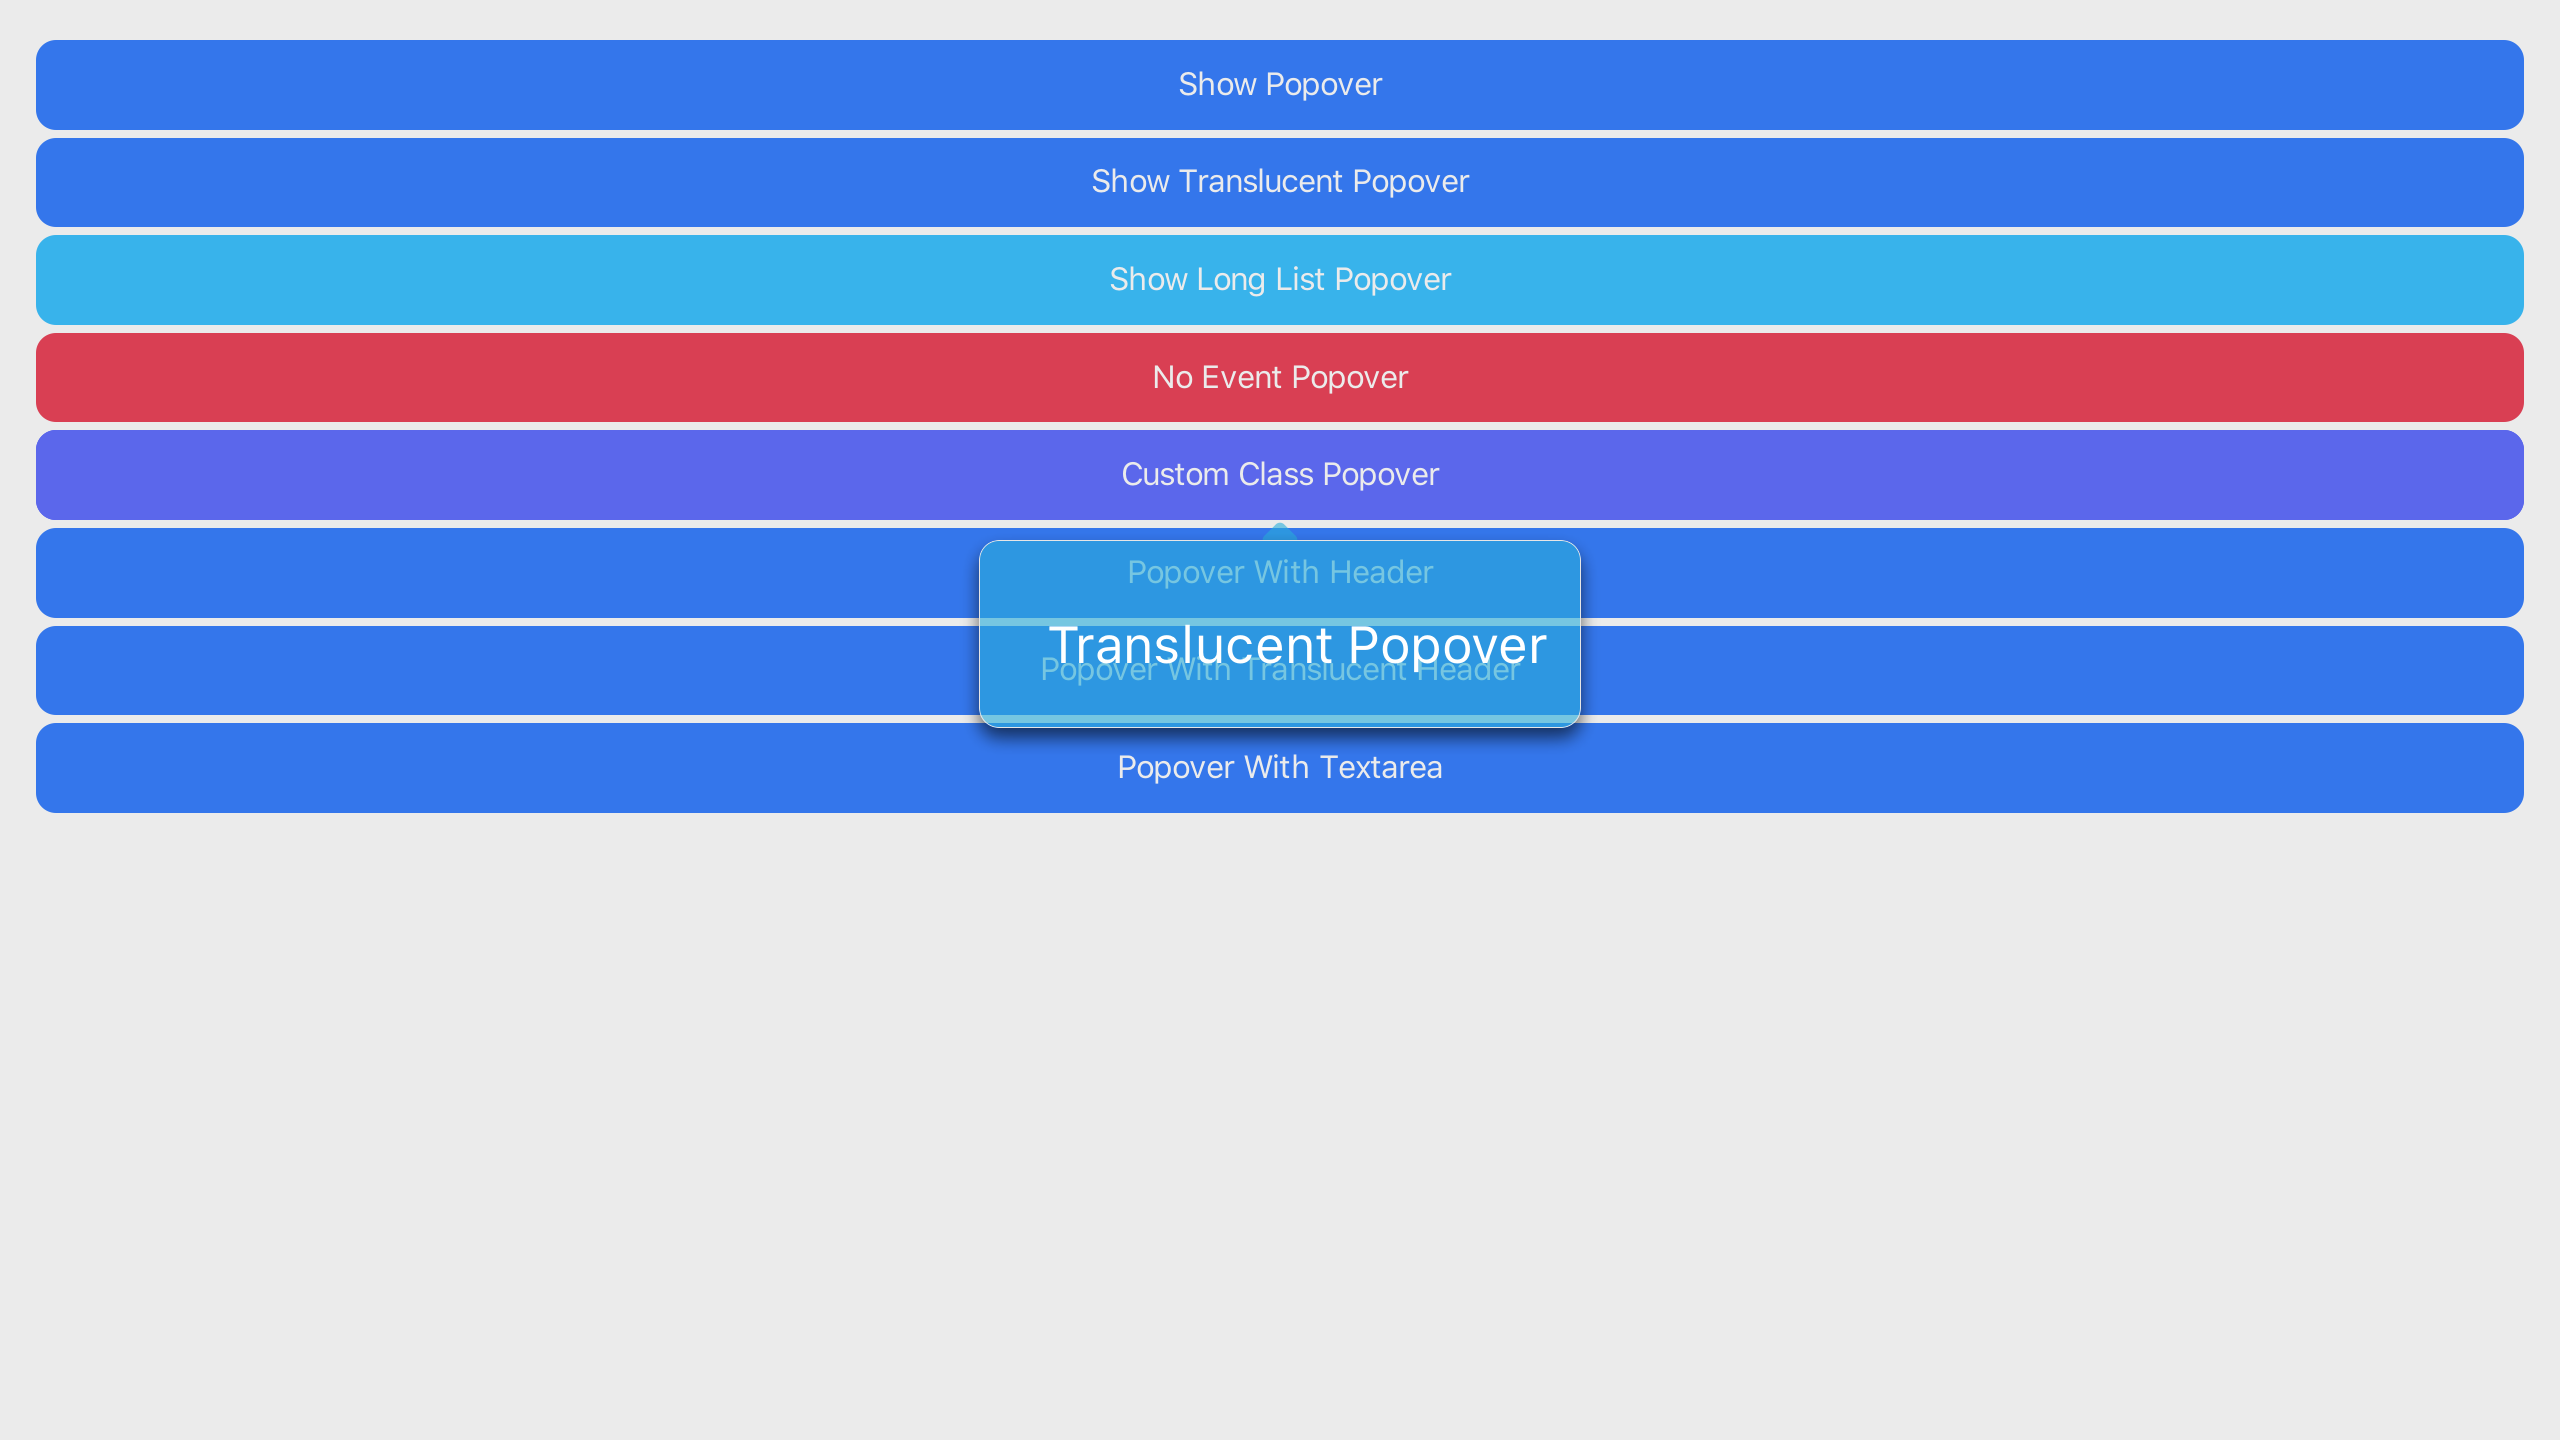 Show Popover
Show Translucent Popover
Show Long List Popover
No Event Popover
Custom Class Popover
Popover With Header
Translucent Popover
Popover With Translucent Header
Popover With Textarea